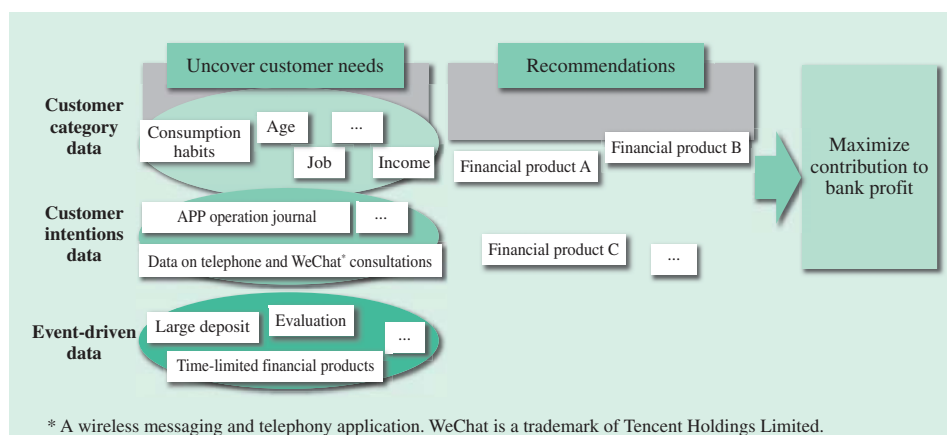 Uncover customer needs
Recommendations
Customer
category
data
Consumption
habits
Age
...
Job
Income
Financial product A
Financial product B
Maximize
contribution to
bank profit
Customer
intentions
data
APP operation journal
...
Data on telephone and WeChat* consultations
Financial product C
...
Event-driven
data
Large deposit
Evaluation
...
Time-limited financial products
* A wireless messaging and telephony application. WeChat is a trademark of Tencent Holdings Limited.